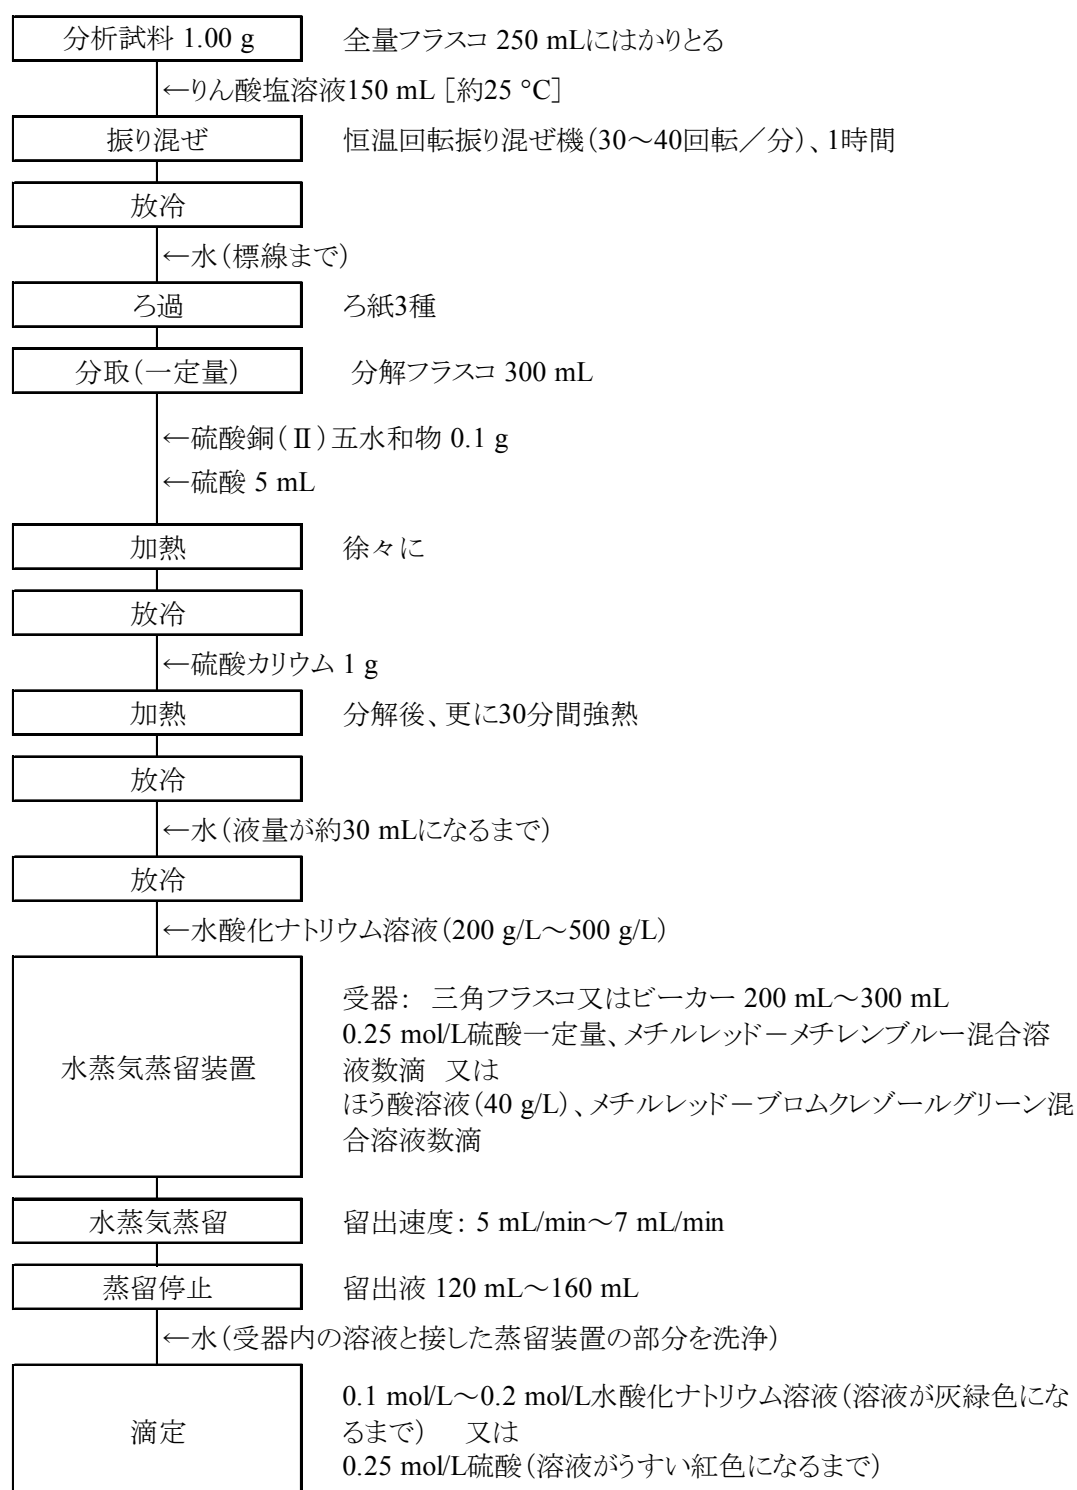 分析試料 1.00 g　全量フラスコ 250 mLにはかりとる
←りん酸塩溶液150 mL ［約25 °C］
振り混ぜ　恒温回転振り混ぜ機（30～40回転／分）、1時間
放冷
←水（標線まで）
ろ過　ろ紙3種
分取（一定量）　分解フラスコ 300 mL
←硫酸銅（Ⅱ）五水和物 0.1 g
←硫酸 5 mL
加熱　徐々に
放冷
←硫酸カリウム 1 g
加熱　分解後、更に30分間強熱
放冷
←水（液量が約30 mLになるまで）
放冷
←水酸化ナトリウム溶液（200 g/L～500 g/L）
水蒸気蒸留装置
受器：　三角フラスコ又はビーカー 200 mL～300 mL
0.25 mol/L硫酸一定量、メチルレッド－メチレンブルー混合溶
液数滴　又は
ほう酸溶液（40 g/L）、メチルレッド－ブロムクレゾールグリーン混
合溶液数滴
水蒸気蒸留　留出速度： 5 mL/min～7 mL/min
蒸留停止　留出液 120 mL～160 mL
←水（受器内の溶液と接した蒸留装置の部分を洗浄）
滴定
0.1 mol/L～0.2 mol/L水酸化ナトリウム溶液（溶液が灰緑色にな
るまで）　又は
0.25 mol/L硫酸（溶液がうすい紅色になるまで）